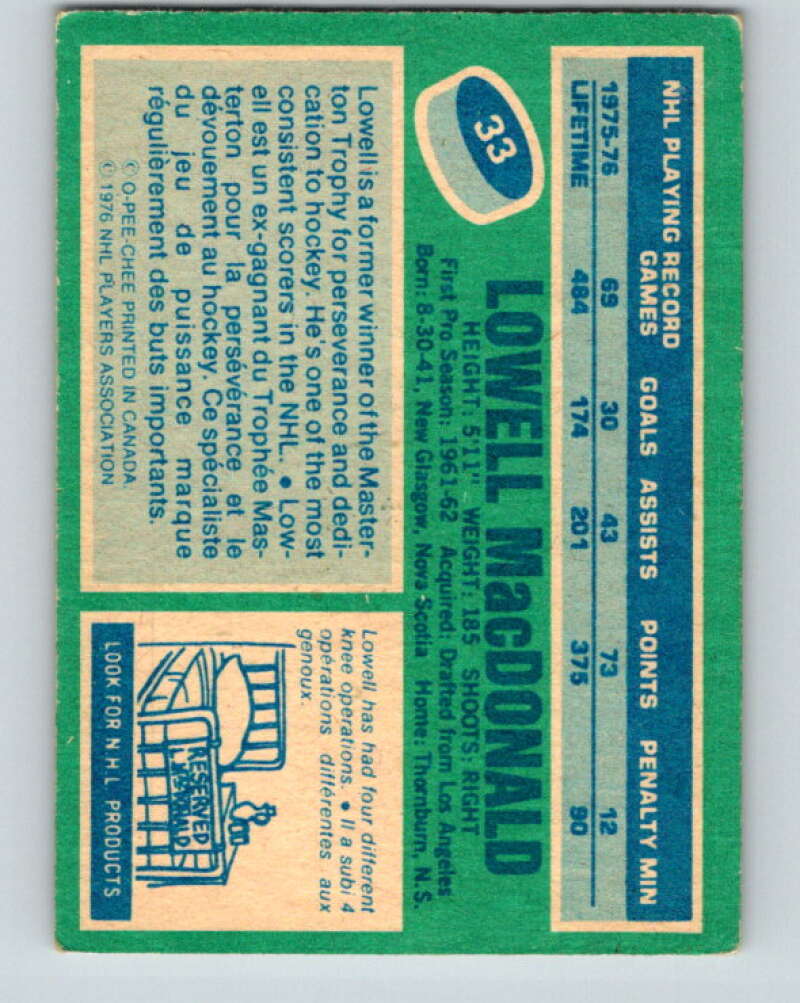 NHL PLAYING RECORD
GAMES GOALS ASSISTS POINTS PENALTY MIN
1975-76 69 30 43 73 12
LIFETIME 484 174 201 375 90
33
LOWELL MacDONALD
HEIGHT: 5'11" WEIGHT: 185 SHOOTS: RIGHT
First Pro Season: 1961-62 Acquired: Drafted from Los Angeles
Born: 8-30-41, New Glasgow, Nova Scotia Home: Thornburn, N.S.
Lowell is a former winner of the Master-
ton Trophy for perseverance and dedi-
cation to hockey. He's one of the most
consistent scorers in the NHL. • Low-
ell est un ex-gagnant du Trophée Mas-
terton pour la persévérance et le
dévouement au hockey. Ce spécialiste
du jeu de puissance marque
régulièrement des buts importants.
© O-PEE-CHEE PRINTED IN CANADA
© 1976 NHL PLAYERS ASSOCIATION
Lowell has had four different
knee operations. • Il a subi 4
opérations différentes aux
genoux.
RESERVED
L. MacDONALD
LOOK FOR N.H.L PRODUCTS